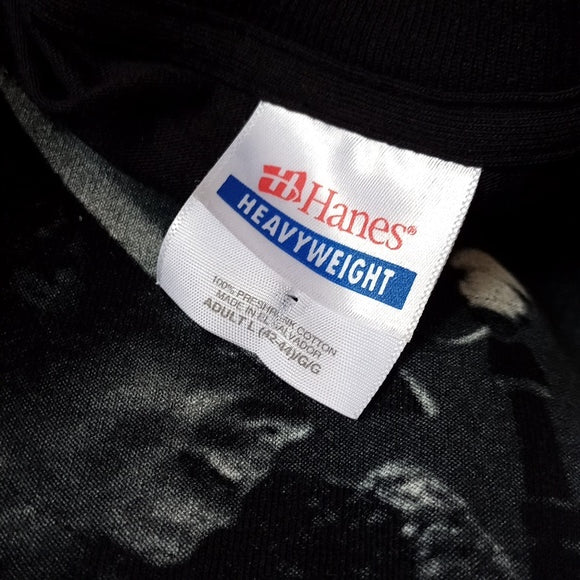 Hanes®
HEAVYWEIGHT
100% PRESHRUNK COTTON
MADE IN EL SALVADOR
ADULT L (42-44)/G/G